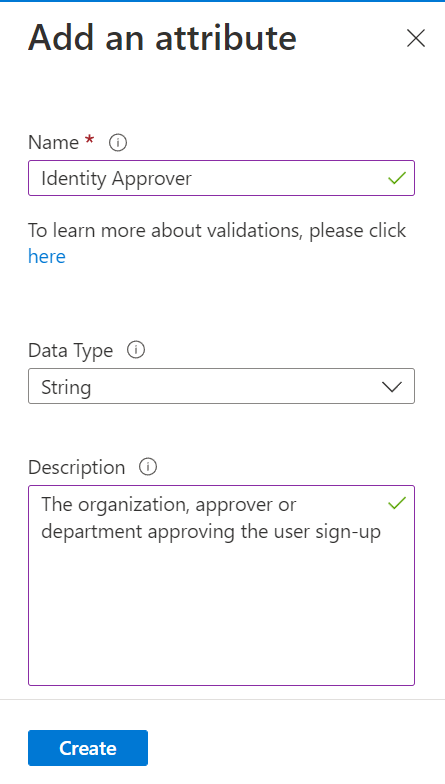 Add an attribute
Name *
Identity Approver
To learn more about validations, please click
here
Data Type
String
Description
The organization, approver or
department approving the user sign-up
Create